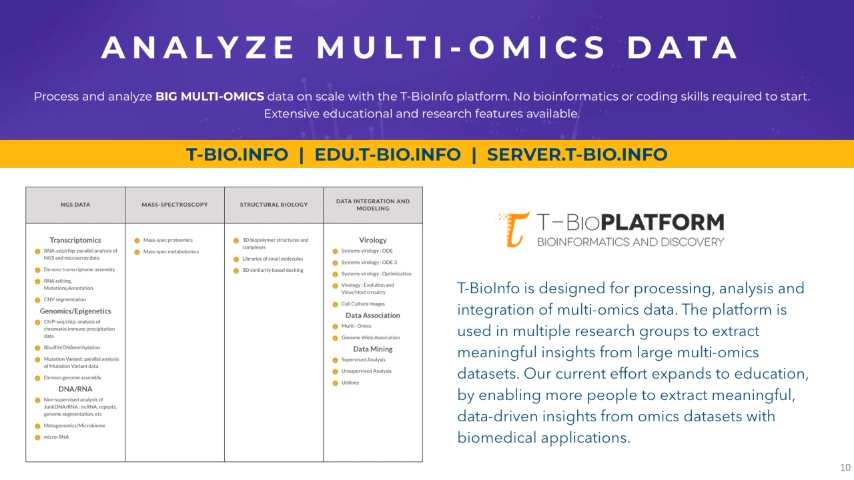 ANALYZE MULTI-OMICS DATA
Process and analyze BIG MULTI-OMICS data on scale with the T-BioInfo platform. No bioinformatics or coding skills required to start.
Extensive educational and research features available.
T-BIO.INFO | EDU.T-BIO.INFO | SERVER.T-BIO.INFO
NGS DATA
Transcriptomics
RNA-seq/chip: parallel analysis of
NGS and microarray data
Denovo transcriptome assembly
RNA editing,
Mutations,Annotation
CNV segmentation
Genomics/Epigenetics
ChIP-seq/chip: analysis of
chromatin immune precipitation
data
BisulfiteDNAmethylation
Mutation Variant: parallel analysis
of Mutation Variant data
Denovo genome assembly
DNA/RNA
Non-supervised analysis of
JunkDNA/RNA : ncRNA, repeats,
genome segmentation, etc
Metagenomics/Microbiome
micro-RNA
MASS-SPECTROSCOPY
Mass-spec proteomics
Mass-spec metabolomics
STRUCTURAL BIOLOGY
3D biopolymer structures and
complexes
Libraries of small molecules
3D similarity based docking
DATA INTEGRATION AND
MODELING
Virology
Systems virology : ODE
Systems virology : ODE 3
Systems virology : Optimization
Virology : Evolution and
Virus/Host circuitry
Cell Culture images
Data Association
Multi - Omics
Genome Wide Association
Data Mining
Supervised Analysis
Unsupervised Analysis
Utilities
T-BioPLATFORM
BIOINFORMATICS AND DISCOVERY
T-BioInfo is designed for processing, analysis and
integration of multi-omics data. The platform is
used in multiple research groups to extract
meaningful insights from large multi-omics
datasets. Our current effort expands to education,
by enabling more people to extract meaningful,
data-driven insights from omics datasets with
biomedical applications.
10